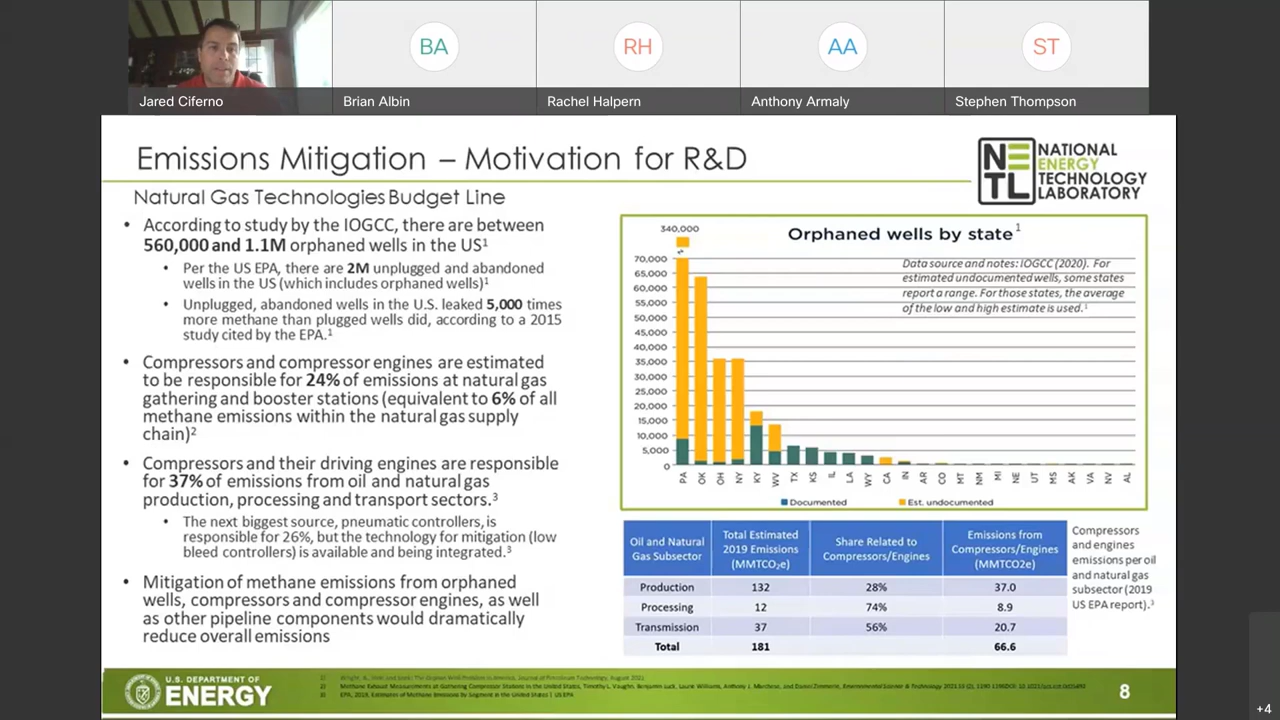 BA
RH
AA
ST
Jared Ciferno
Brian Albin
Rachel Halpern
Anthony Armaly
Stephen Thompson
Emissions Mitigation – Motivation for R&D
NETL
NATIONAL
ENERGY
TECHNOLOGY
LABORATORY
Natural Gas Technologies Budget Line
• According to study by the IOGCC, there are between
560,000 and 1.1M orphaned wells in the US¹
• Per the US EPA, there are 2M unplugged and abandoned
wells in the US (which includes orphaned wells)¹
• Unplugged, abandoned wells in the U.S. leaked 5,000 times
more methane than plugged wells did, according to a 2015
study cited by the EPA.¹
• Compressors and compressor engines are estimated
to be responsible for 24% of emissions at natural gas
gathering and booster stations (equivalent to 6% of all
methane emissions within the natural gas supply
chain)²
• Compressors and their driving engines are responsible
for 37% of emissions from oil and natural gas
production, processing and transport sectors.³
• The next biggest source, pneumatic controllers, is
responsible for 26%, but the technology for mitigation (low
bleed controllers) is available and being integrated.³
• Mitigation of methane emissions from orphaned
wells, compressors and compressor engines, as well
as other pipeline components would dramatically
reduce overall emissions
340,000
Orphaned wells by state¹
Data source and notes: IOGCC (2020). For
estimated undocumented wells, some states
report a range. For those states, the average
of the low and high estimate is used.¹
70,000
65,000
60,000
55,000
50,000
45,000
40,000
35,000
30,000
25,000
20,000
15,000
10,000
5,000
0
PA OK OH NY KY WV TX KS IL LA WY CA IN AR CO MT NM MI NE UT MS AK VA NV AL
Documented Est. undocumented
Oil and Natural Gas Subsector Total Estimated 2019 Emissions (MMTCO₂e) Share Related to Compressors/Engines Emissions from Compressors/Engines (MMTCO2e)
Production 132 28% 37.0
Processing 12 74% 8.9
Transmission 37 56% 20.7
Total 181 66.6
Compressors
and engines
emissions per oil
and natural gas
subsector (2019
US EPA report).³
U.S. DEPARTMENT OF
ENERGY
8
+4